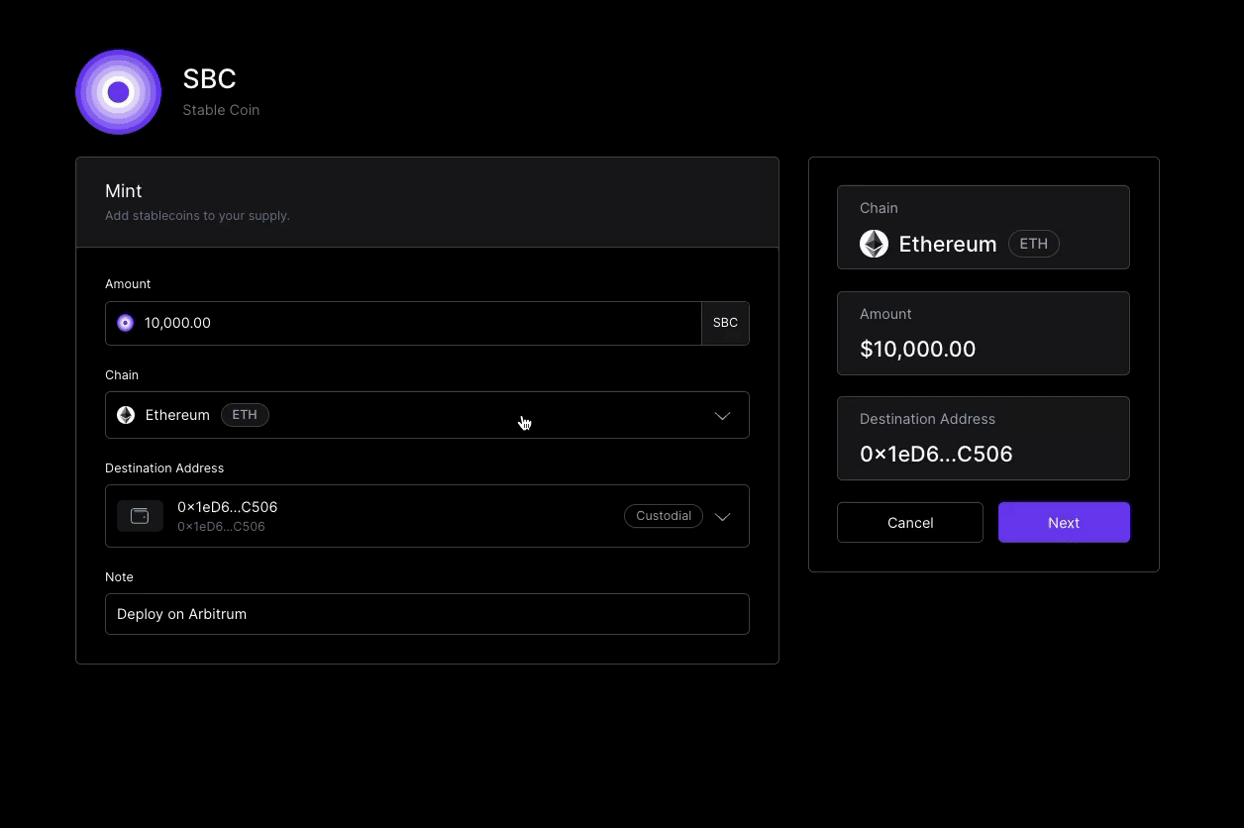 SBC
Stable Coin
Mint
Add stablecoins to your supply.
Amount
10,000.00 SBC
Chain
Ethereum ETH
Destination Address
0×1eD6...C506
0×1eD6...C506
Custodial
Note
Deploy on Arbitrum
Chain
Ethereum ETH
Amount
$10,000.00
Destination Address
0×1eD6...C506
Cancel Next